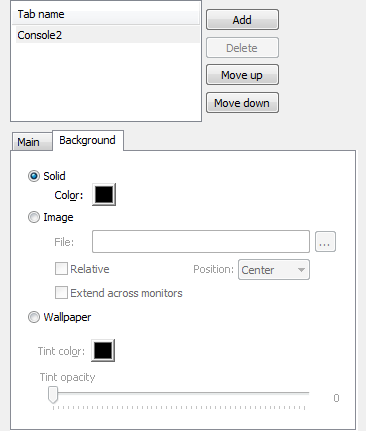 Tab name
Console2
Add
Delete
Move up
Move down
Main
Background
Solid
Color:
Image
File:
...
Relative
Position: Center
Extend across monitors
Wallpaper
Tint color:
Tint opacity
0